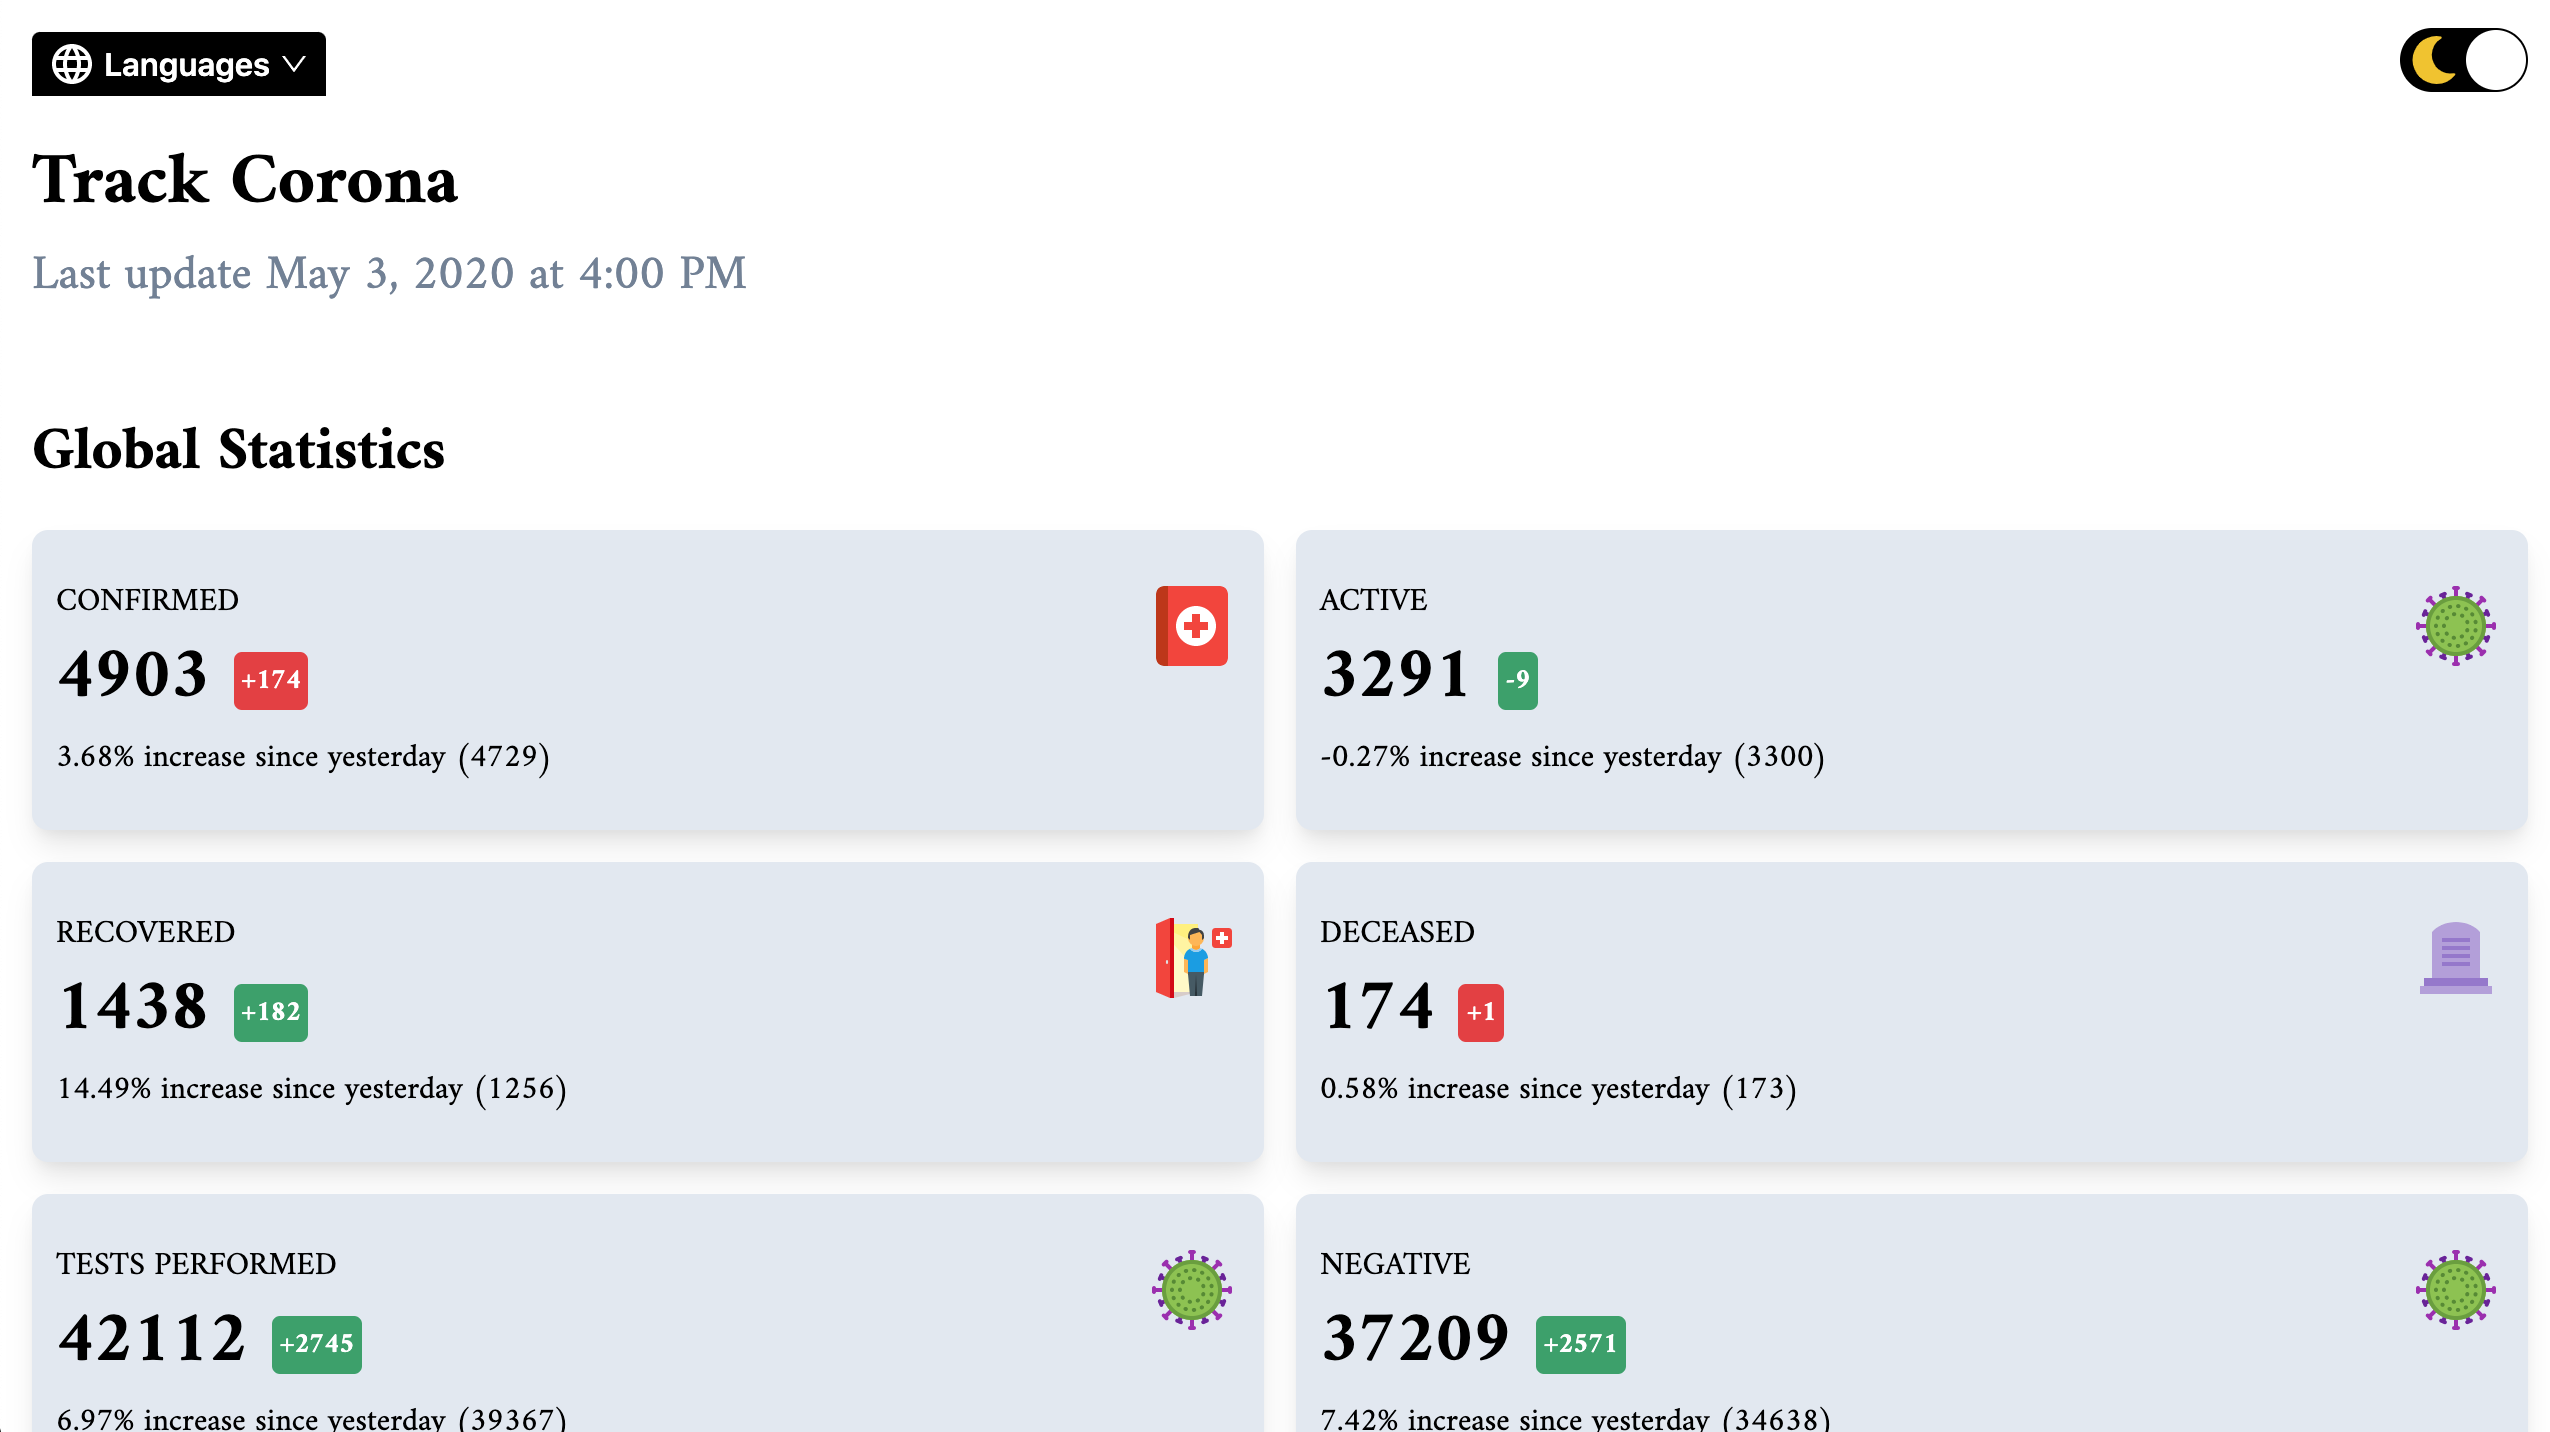 Languages
Track Corona
Last update May 3, 2020 at 4:00 PM
Global Statistics
CONFIRMED
4903 +174
3.68% increase since yesterday (4729)
ACTIVE
3291 -9
-0.27% increase since yesterday (3300)
RECOVERED
1438 +182
14.49% increase since yesterday (1256)
DECEASED
174 +1
0.58% increase since yesterday (173)
TESTS PERFORMED
42112 +2745
6.97% increase since yesterday (39367)
NEGATIVE
37209 +2571
7.42% increase since yesterday (34638)